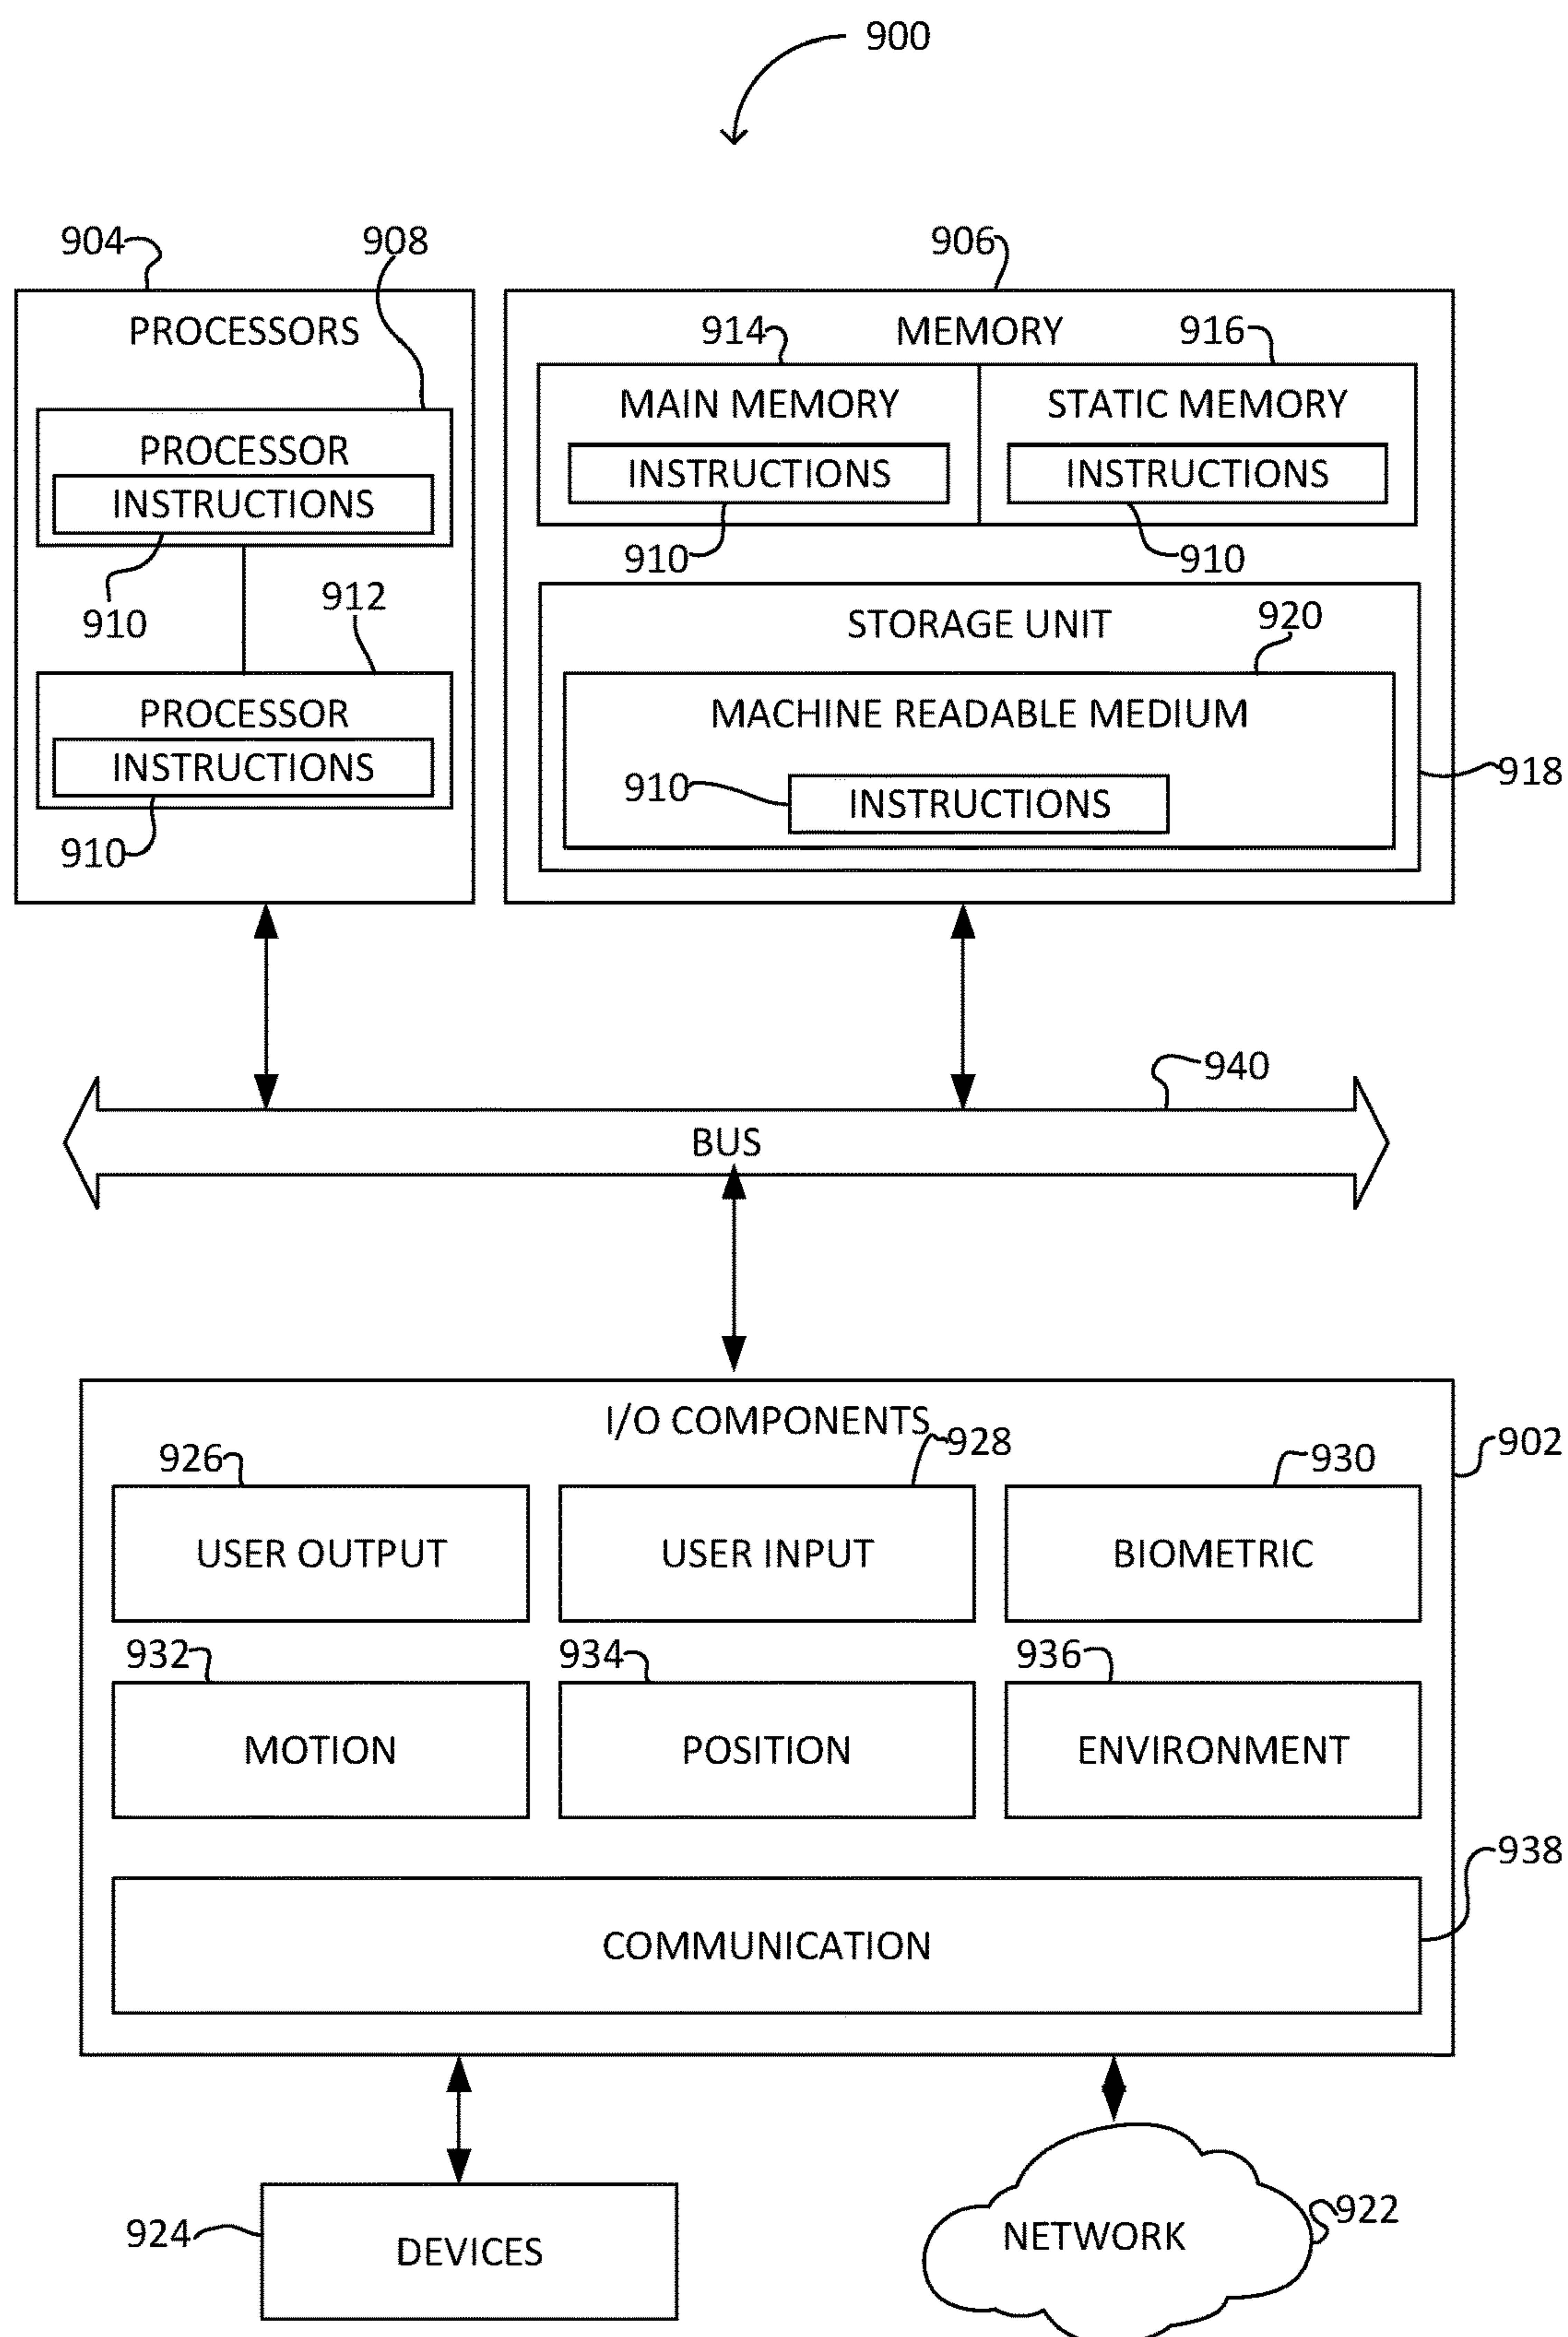 900
904
908
906
PROCESSORS
914
MEMORY
916
MAIN MEMORY
STATIC MEMORY
PROCESSOR
INSTRUCTIONS
INSTRUCTIONS
INSTRUCTIONS
910
910
910
912
STORAGE UNIT
920
PROCESSOR
MACHINE READABLE MEDIUM
INSTRUCTIONS
918
910
INSTRUCTIONS
910
940
BUS
I/O COMPONENTS
902
926
928
930
USER OUTPUT
USER INPUT
BIOMETRIC
932
934
936
MOTION
POSITION
ENVIRONMENT
938
COMMUNICATION
924
DEVICES
NETWORK
922